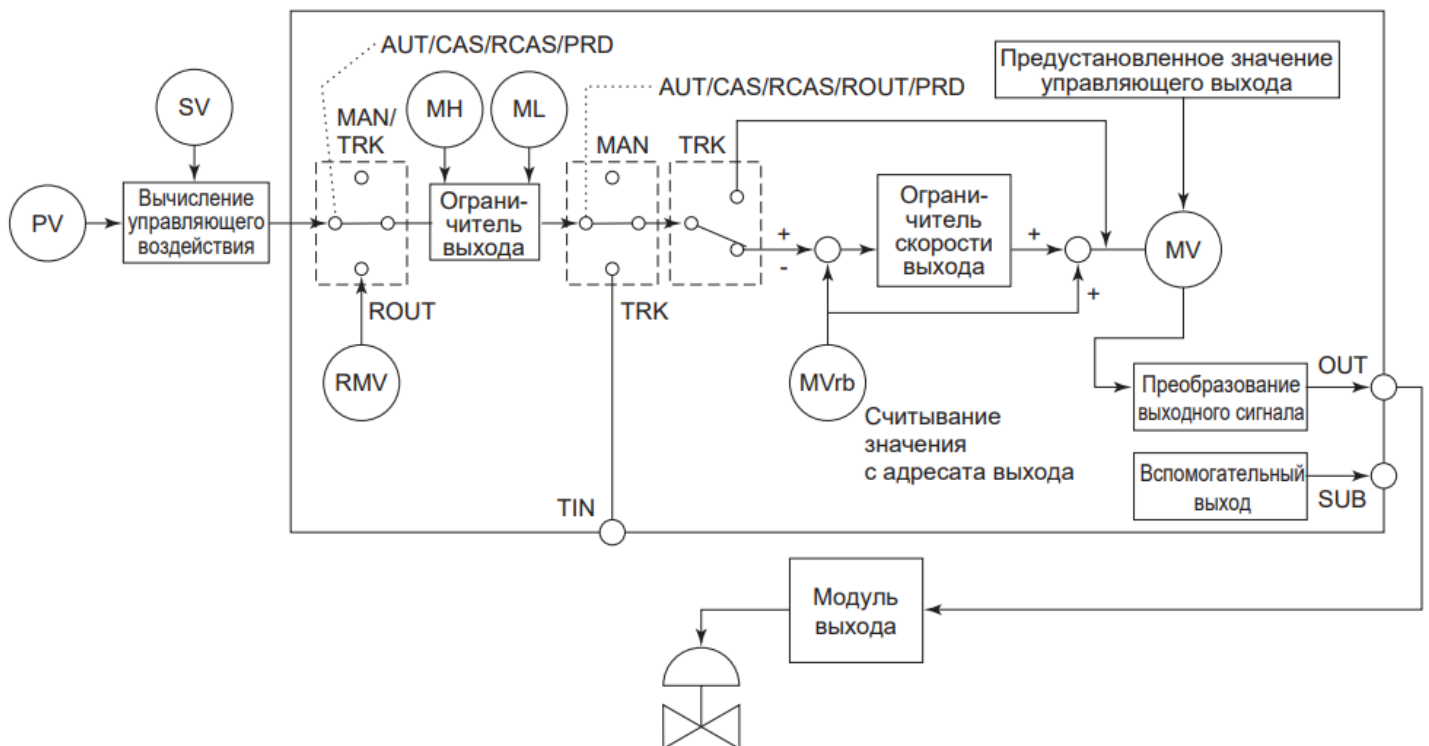 AUT/CAS/RCAS/PRD
Предустановленное значение
управляющего выхода
AUT/CAS/RCAS/ROUT/PRD
SV
MAN/
TRK
MH
ML
MAN
TRK
PV
Вычисление
управляющего
воздействия
Ограни-
читель
выхода
Ограни-
читель
скорости
выхода
+
-
+
+
MV
ROUT
TRK
RMV
MVrb
Считывание
значения
с адресата выхода
Преобразование
выходного сигнала
OUT
Вспомогательный
выход
SUB
TIN
Модуль
выхода